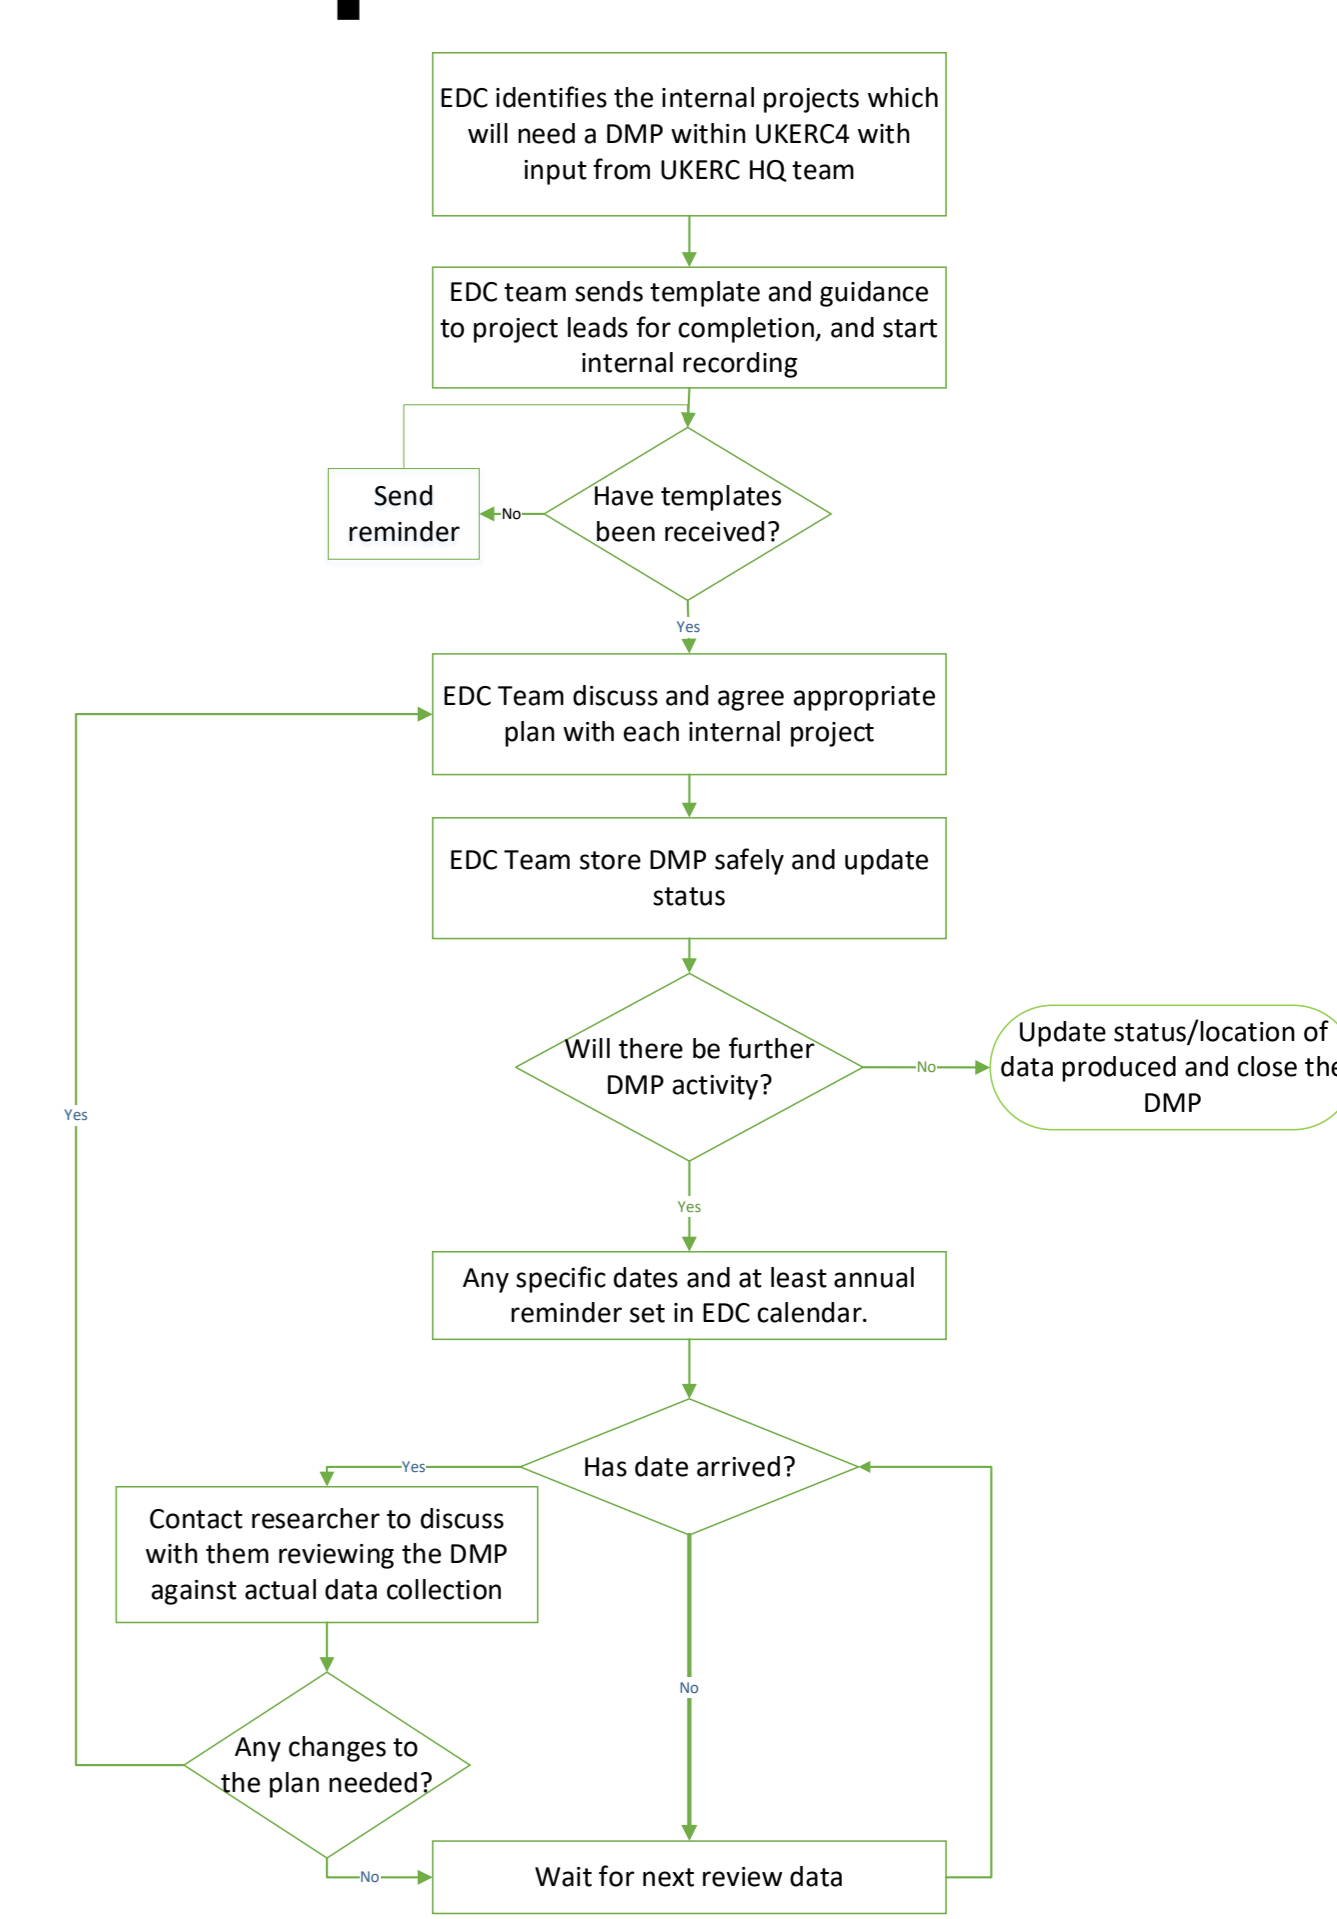 EDC identifies the internal projects which
will need a DMP within UKERC4 with
input from UKERC HQ team
EDC team sends template and guidance
to project leads for completion, and start
internal recording
Send
reminder
No
Have templates
been received?
Yes
EDC Team discuss and agree appropriate
plan with each internal project
EDC Team store DMP safely and update
status
Will there be further
DMP activity?
No
Update status/location of
data produced and close the
DMP
Yes
Yes
Any specific dates and at least annual
reminder set in EDC calendar.
Has date arrived?
Yes
Contact researcher to discuss
with them reviewing the DMP
against actual data collection
No
Any changes to
the plan needed?
No
Wait for next review data